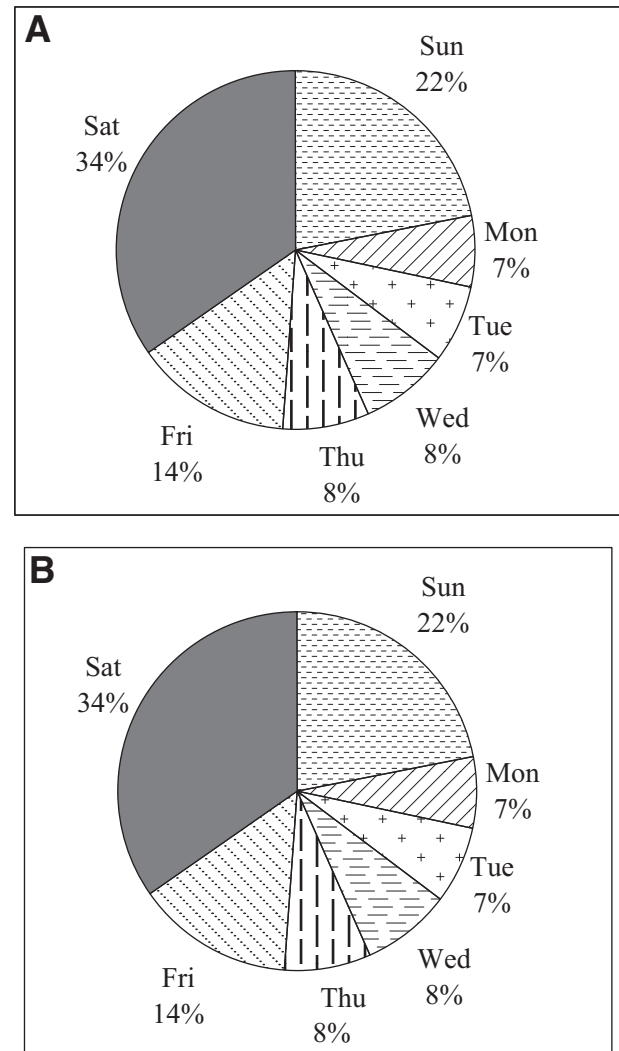 A
Sun
22%
Sat
34%
Mon
7%
Tue
7%
Wed
8%
Fri
14%
Thu
8%
B
Sun
22%
Sat
34%
Mon
7%
Tue
7%
Wed
8%
Fri
14%
Thu
8%